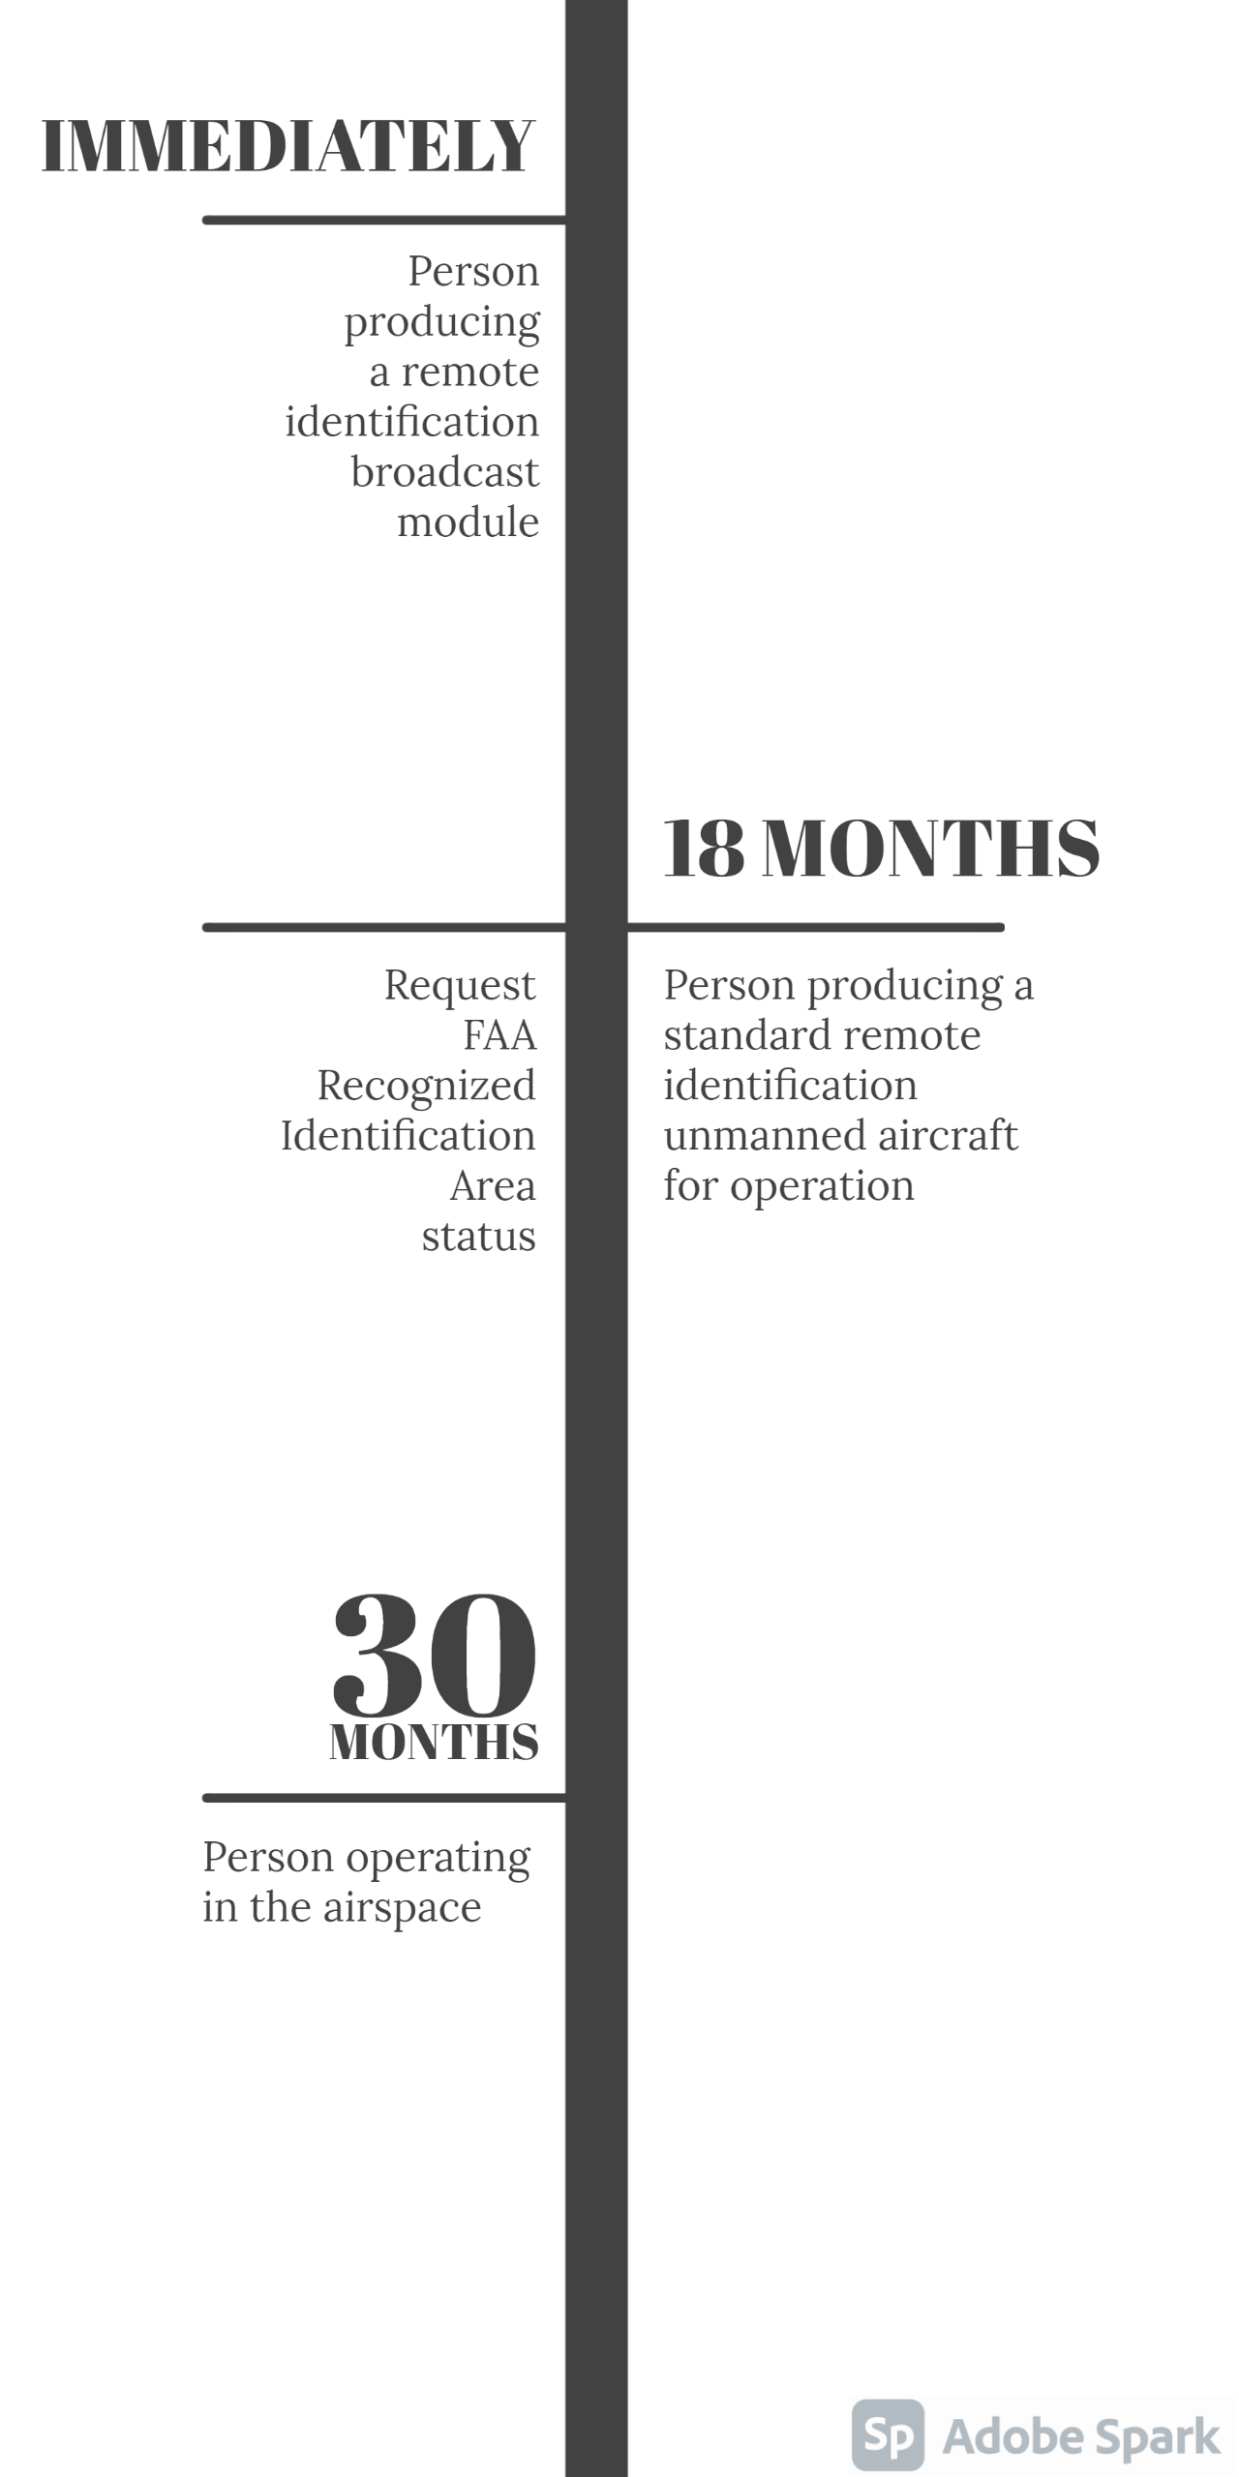 IMMEDIATELY
Person
producing
a remote
identification
broadcast
module
18 MONTHS
Request
FAA
Recognized
Identification
Area
status
Person producing a
standard remote
identification
unmanned aircraft
for operation
30
MONTHS
Person operating
in the airspace
Sp Adobe Spark